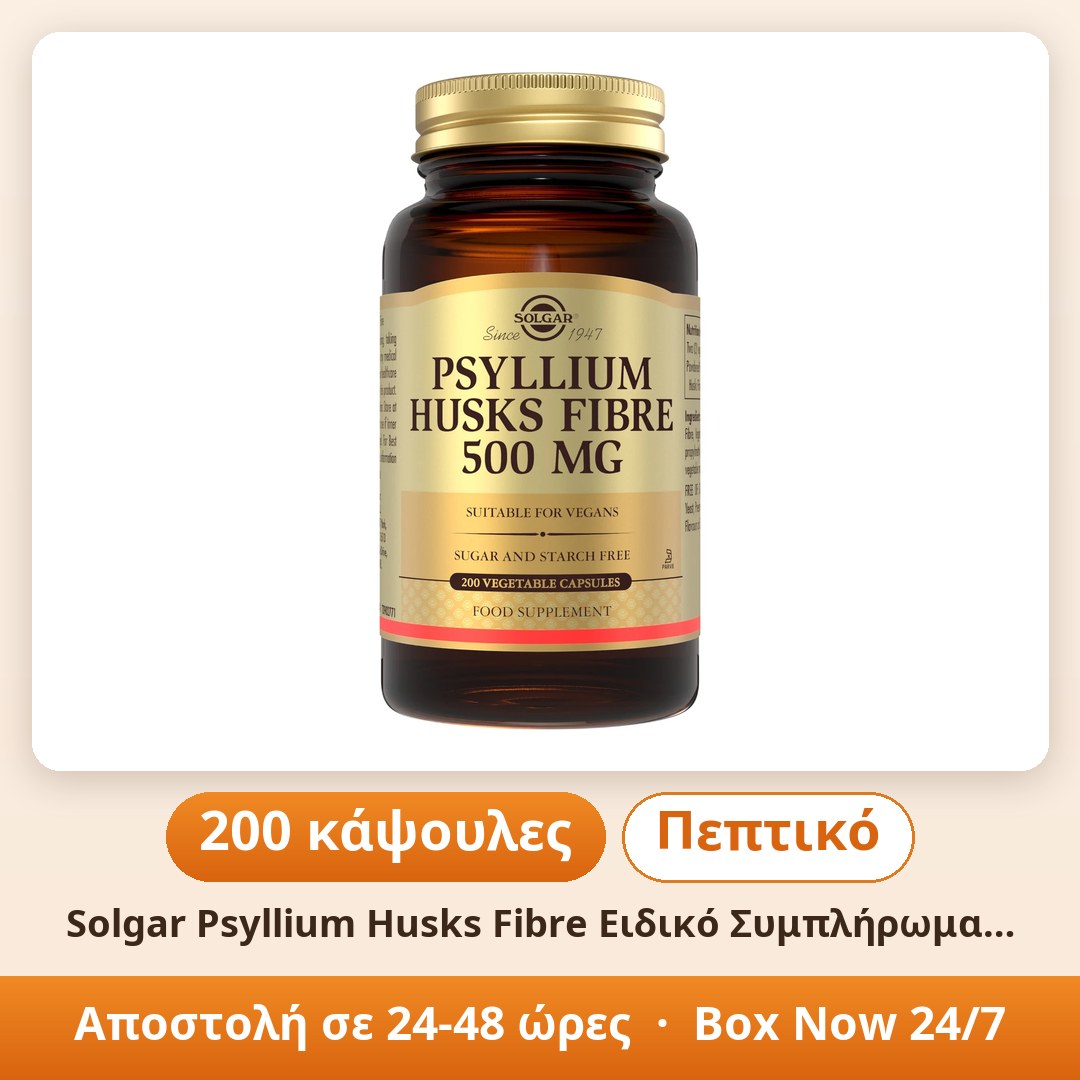 SOLGAR
Since 1947
PSYLLIUM
HUSKS FIBRE
500 MG
SUITABLE FOR VEGANS
SUGAR AND STARCH FREE
200 VEGETABLE CAPSULES
FOOD SUPPLEMENT
200 κάψουλες
Πεπτικό
Solgar Psyllium Husks Fibre Ειδικό Συμπλήρωμα...
Αποστολή σε 24-48 ώρες · Box Now 24/7